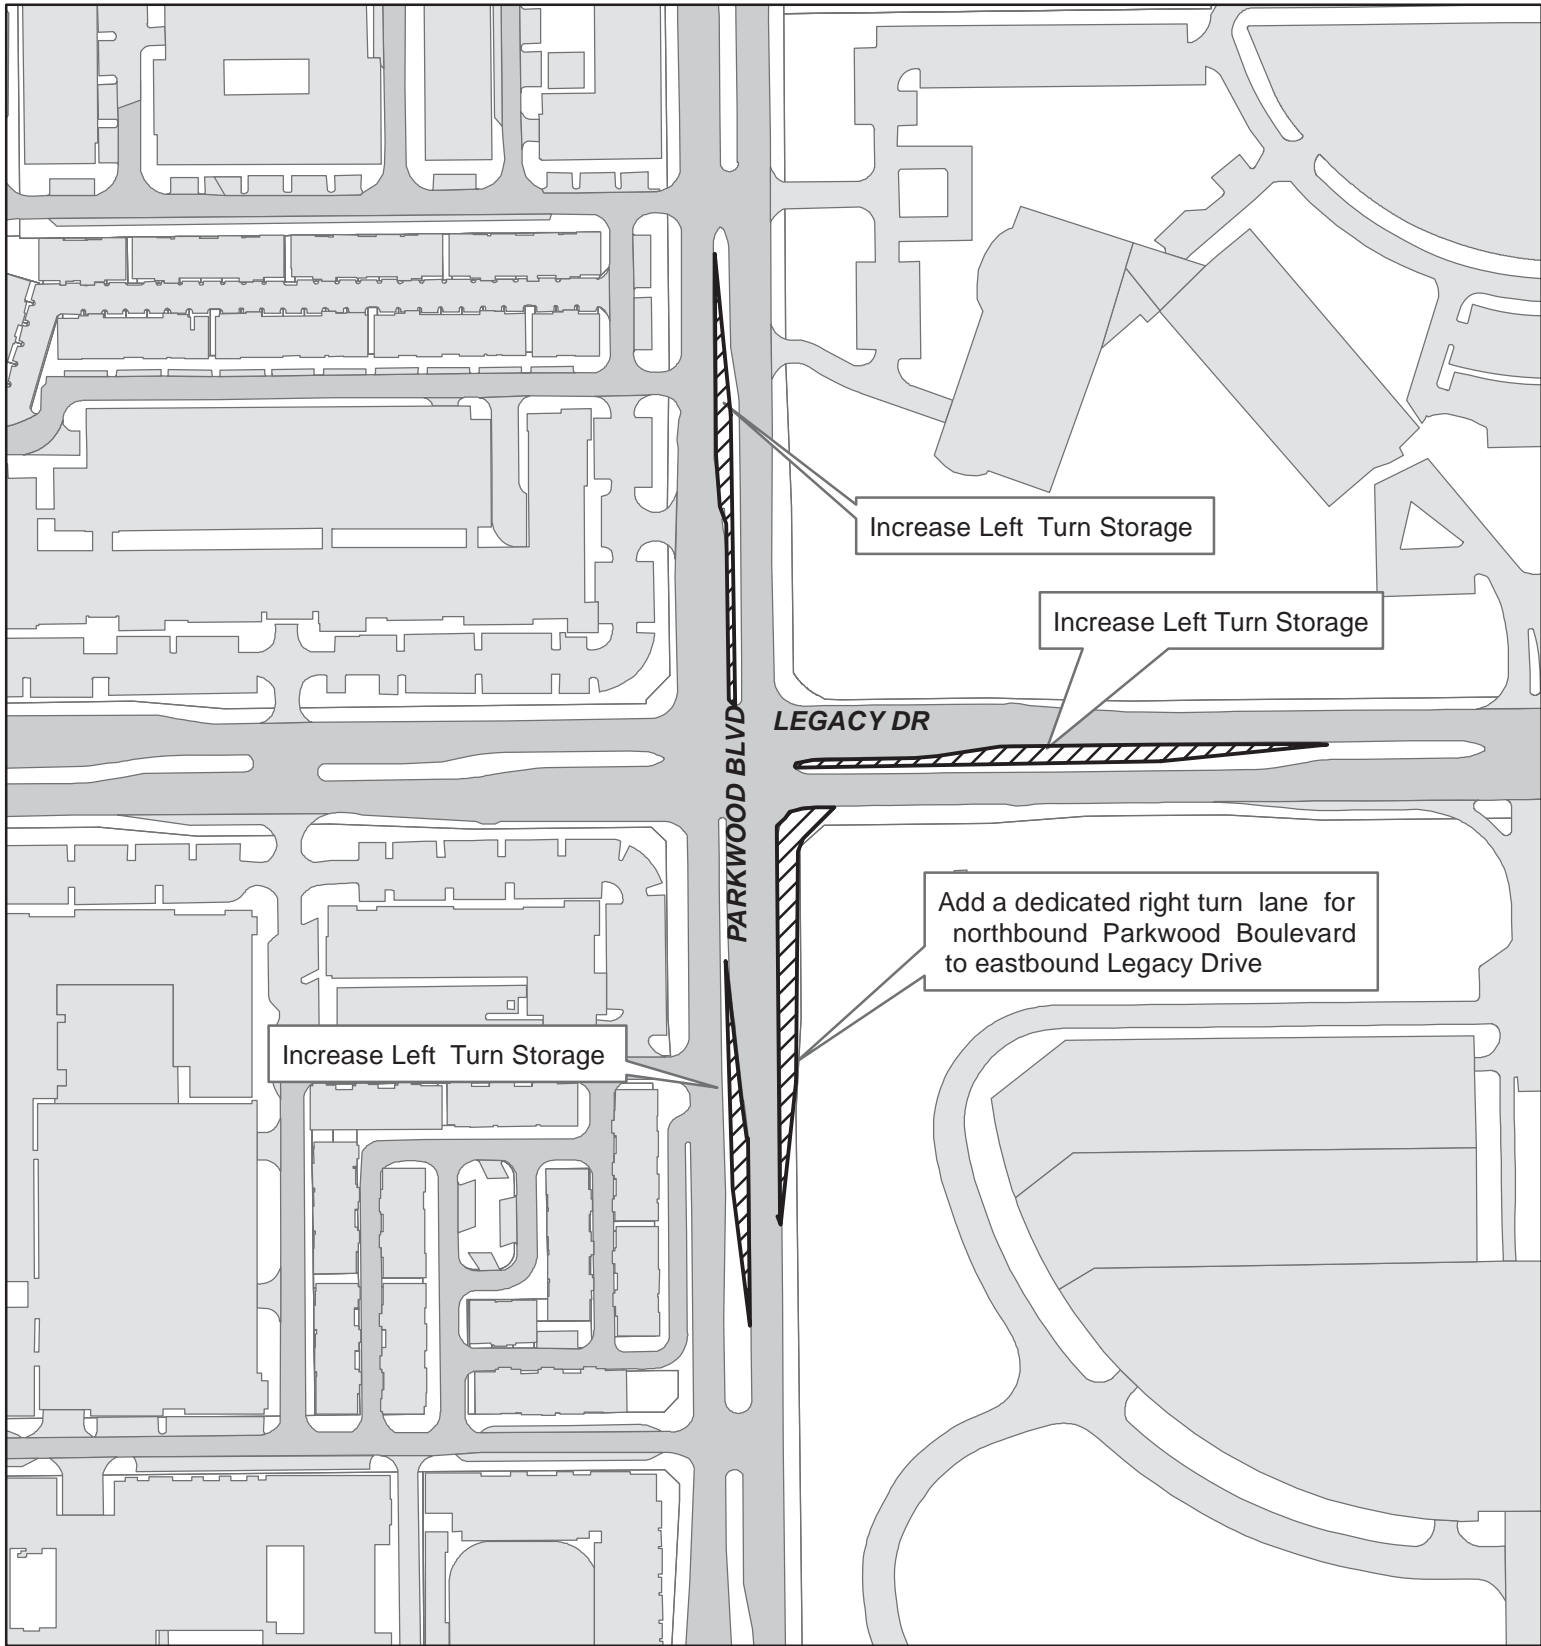 Increase Left Turn Storage
Increase Left Turn Storage
LEGACY DR
PARKWOOD BLVD
Add a dedicated right turn lane for
northbound Parkwood Boulevard
to eastbound Legacy Drive
Increase Left Turn Storage